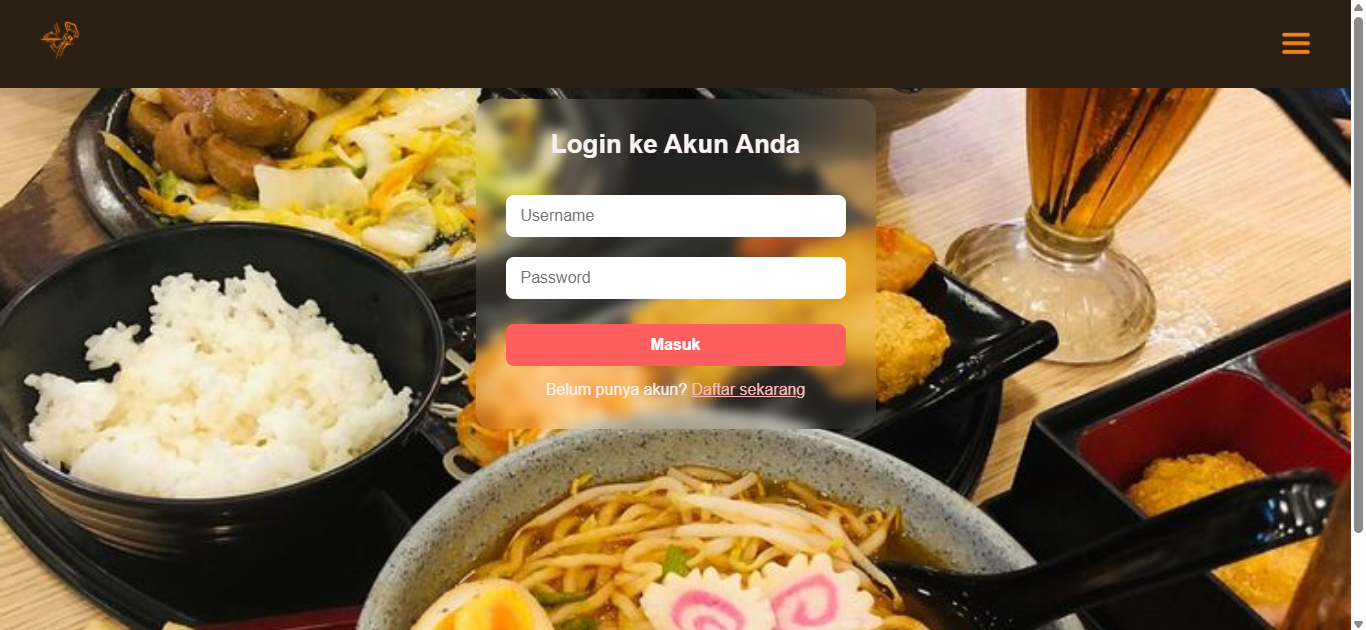 Login ke Akun Anda
Username
Password
Masuk
Belum punya akun? Daftar sekarang